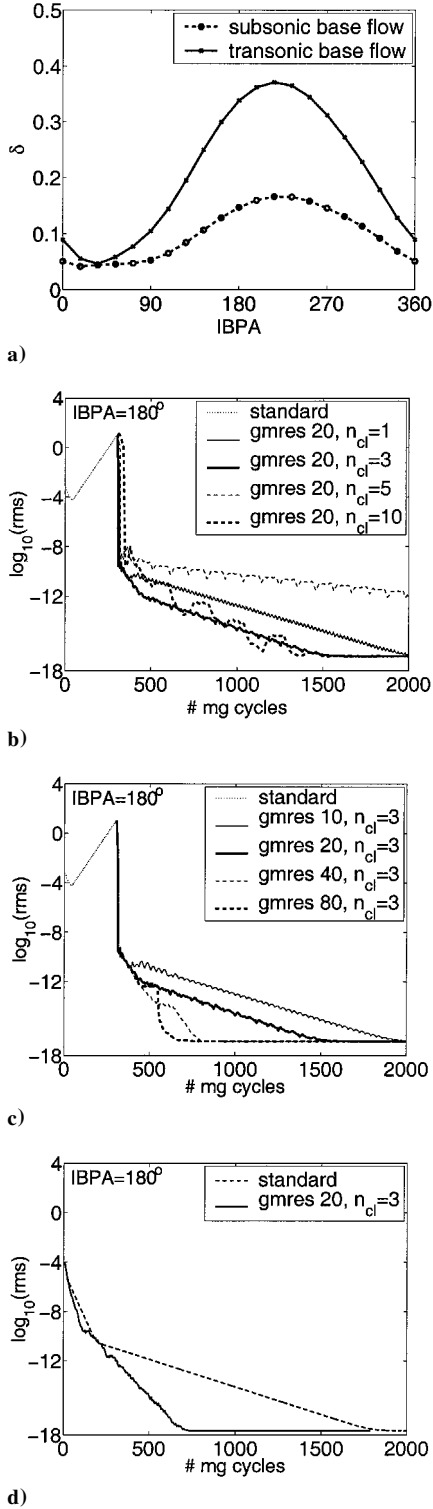 0.5
0.4
0.3
0.2
0.1
0
δ
subsonic base flow
transonic base flow
0 90 180 270 360
IBPA
a)
4
0
−4
−8
−12
−18
log10(rms)
IBPA=180°
standard
gmres 20, ncl=1
gmres 20, ncl=3
gmres 20, ncl=5
gmres 20, ncl=10
0 500 1000 1500 2000
# mg cycles
b)
4
0
−4
−8
−12
−18
log10(rms)
IBPA=180°
standard
gmres 10, ncl=3
gmres 20, ncl=3
gmres 40, ncl=3
gmres 80, ncl=3
0 500 1000 1500 2000
# mg cycles
c)
4
0
−4
−8
−12
−18
log10(rms)
IBPA=180°
standard
gmres 20, ncl=3
0 500 1000 1500 2000
# mg cycles
d)